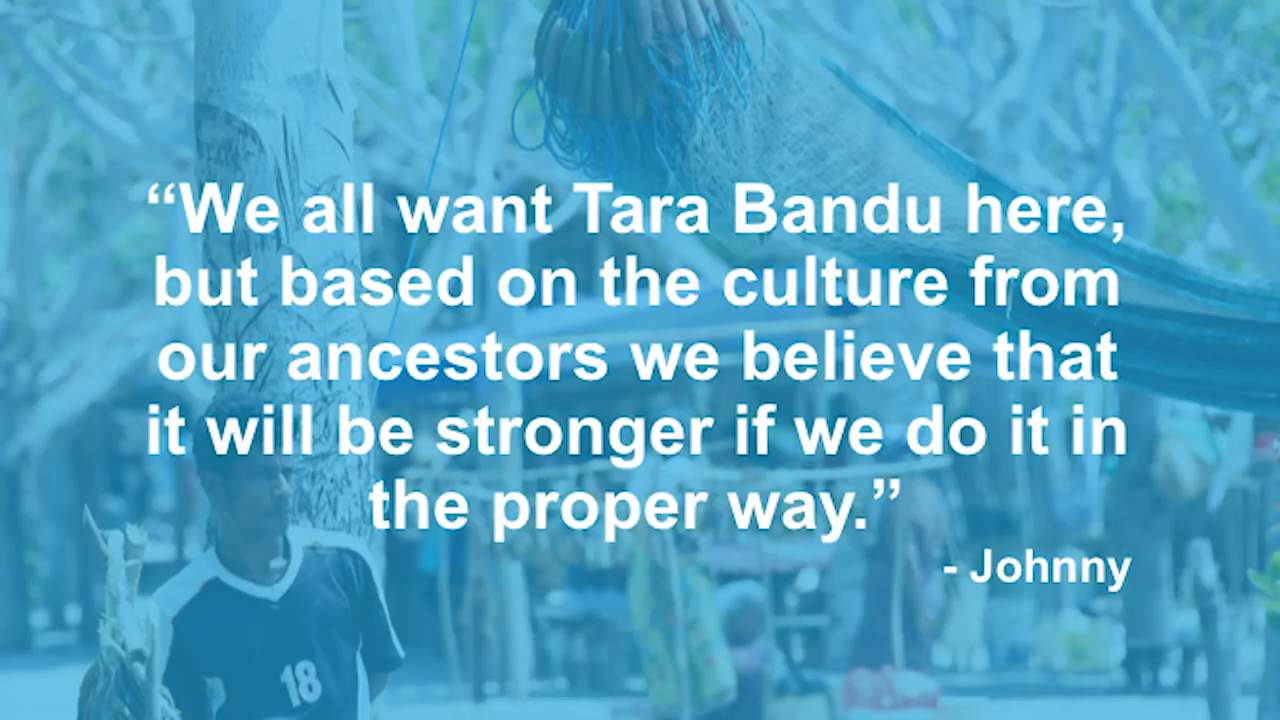 “We all want Tara Bandu here,
but based on the culture from
our ancestors we believe that
it will be stronger if we do it in
the proper way.”
- Johnny
18